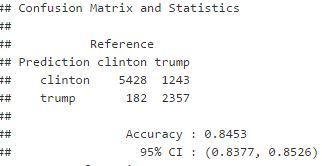 ## Confusion Matrix and Statistics
##
##           Reference
## Prediction clinton trump
##    clinton    5428  1243
##    trump       182  2357
##
##                Accuracy : 0.8453
##                  95% CI : (0.8377, 0.8526)